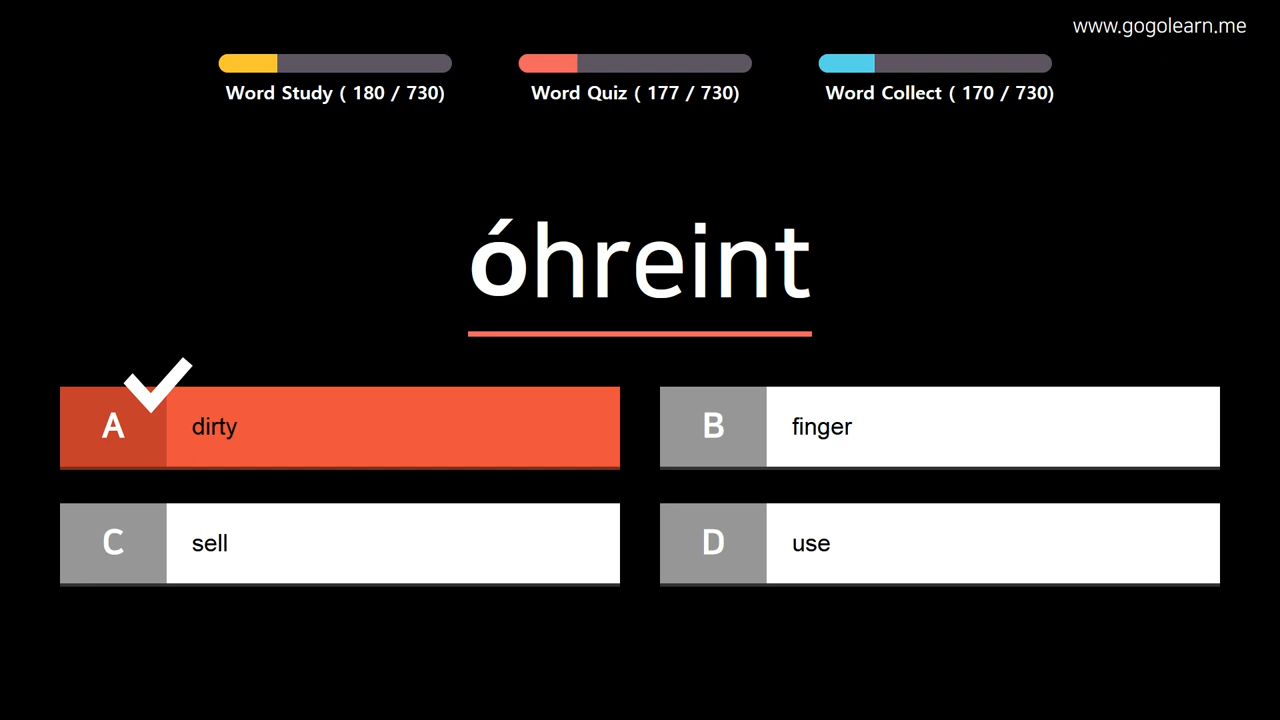 www.gogolearn.me
Word Study ( 180 / 730)
Word Quiz ( 177 / 730)
Word Collect ( 170 / 730)
óhreint
A dirty
B finger
C sell
D use